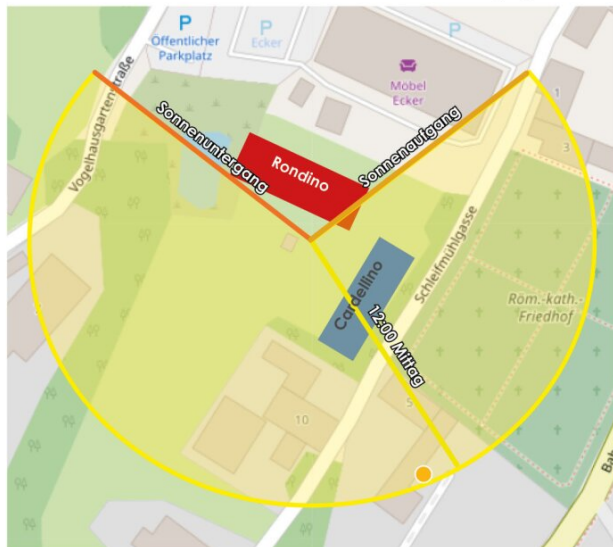 P
Öffentlicher
Parkplatz
P
Ecker
P
Möbel
Ecker
Vogelhausgartenstraße
Sonnenuntergang
Rondino
Sonnenaufgang
1
3
Schleifmühlgasse
Cardellino
12:00 Mittag
Röm.-kath.-
Friedhof
5
10